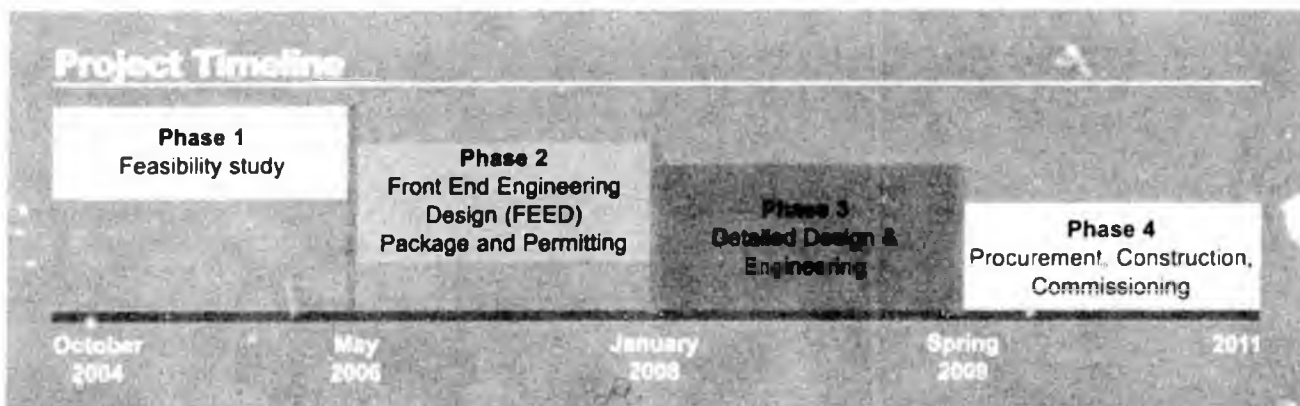 Project Timeline
Phase 1
Feasibility study
Phase 2
Front End Engineering
Design (FEED)
Package and Permitting
Phase 3
Detailed Design &
Engineering
Phase 4
Procurement, Construction,
Commissioning
October
2004
May
2006
January
2008
Spring
2009
2011